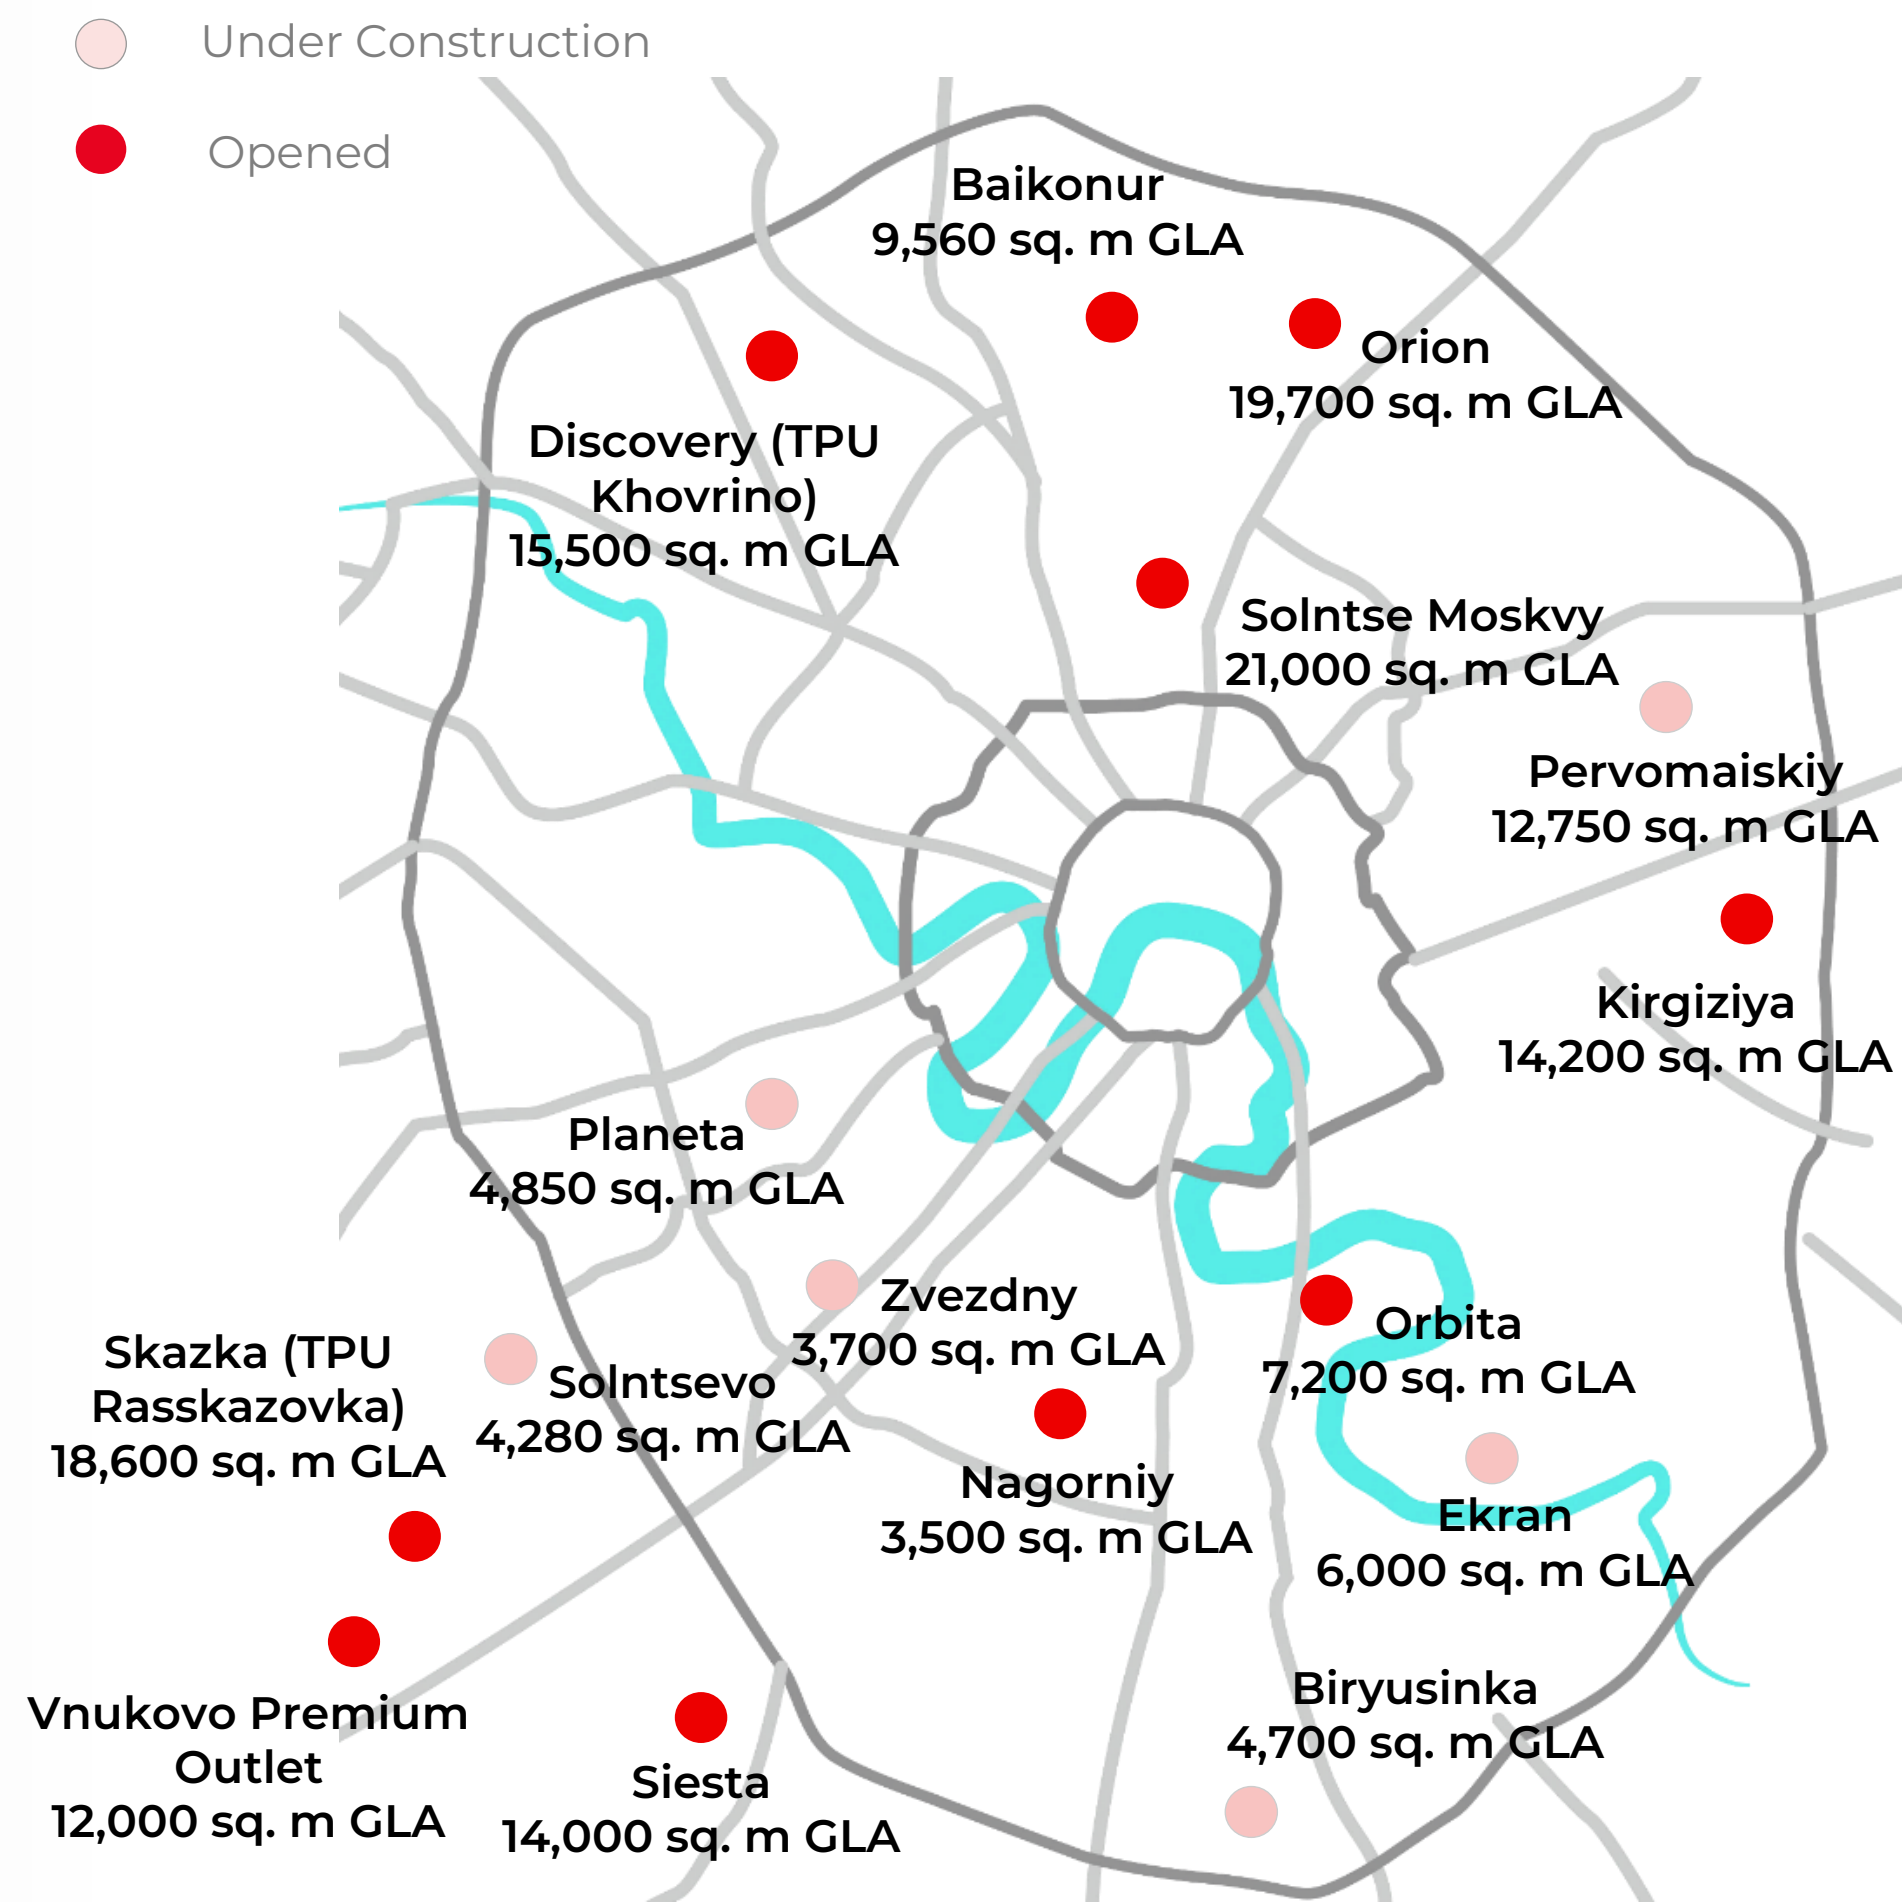 Under Construction
Opened
Baikonur
9,560 sq. m GLA
Orion
19,700 sq. m GLA
Discovery (TPU
Khovrino)
15,500 sq. m GLA
Solntse Moskvy
21,000 sq. m GLA
Pervomaiskiy
12,750 sq. m GLA
Kirgiziya
14,200 sq. m GLA
Planeta
4,850 sq. m GLA
Zvezdny
3,700 sq. m GLA
Orbita
7,200 sq. m GLA
Skazka (TPU
Rasskazovka)
18,600 sq. m GLA
Solntsevo
4,280 sq. m GLA
Nagorniy
3,500 sq. m GLA
Ekran
6,000 sq. m GLA
Biryusinka
4,700 sq. m GLA
Vnukovo Premium
Outlet
12,000 sq. m GLA
Siesta
14,000 sq. m GLA